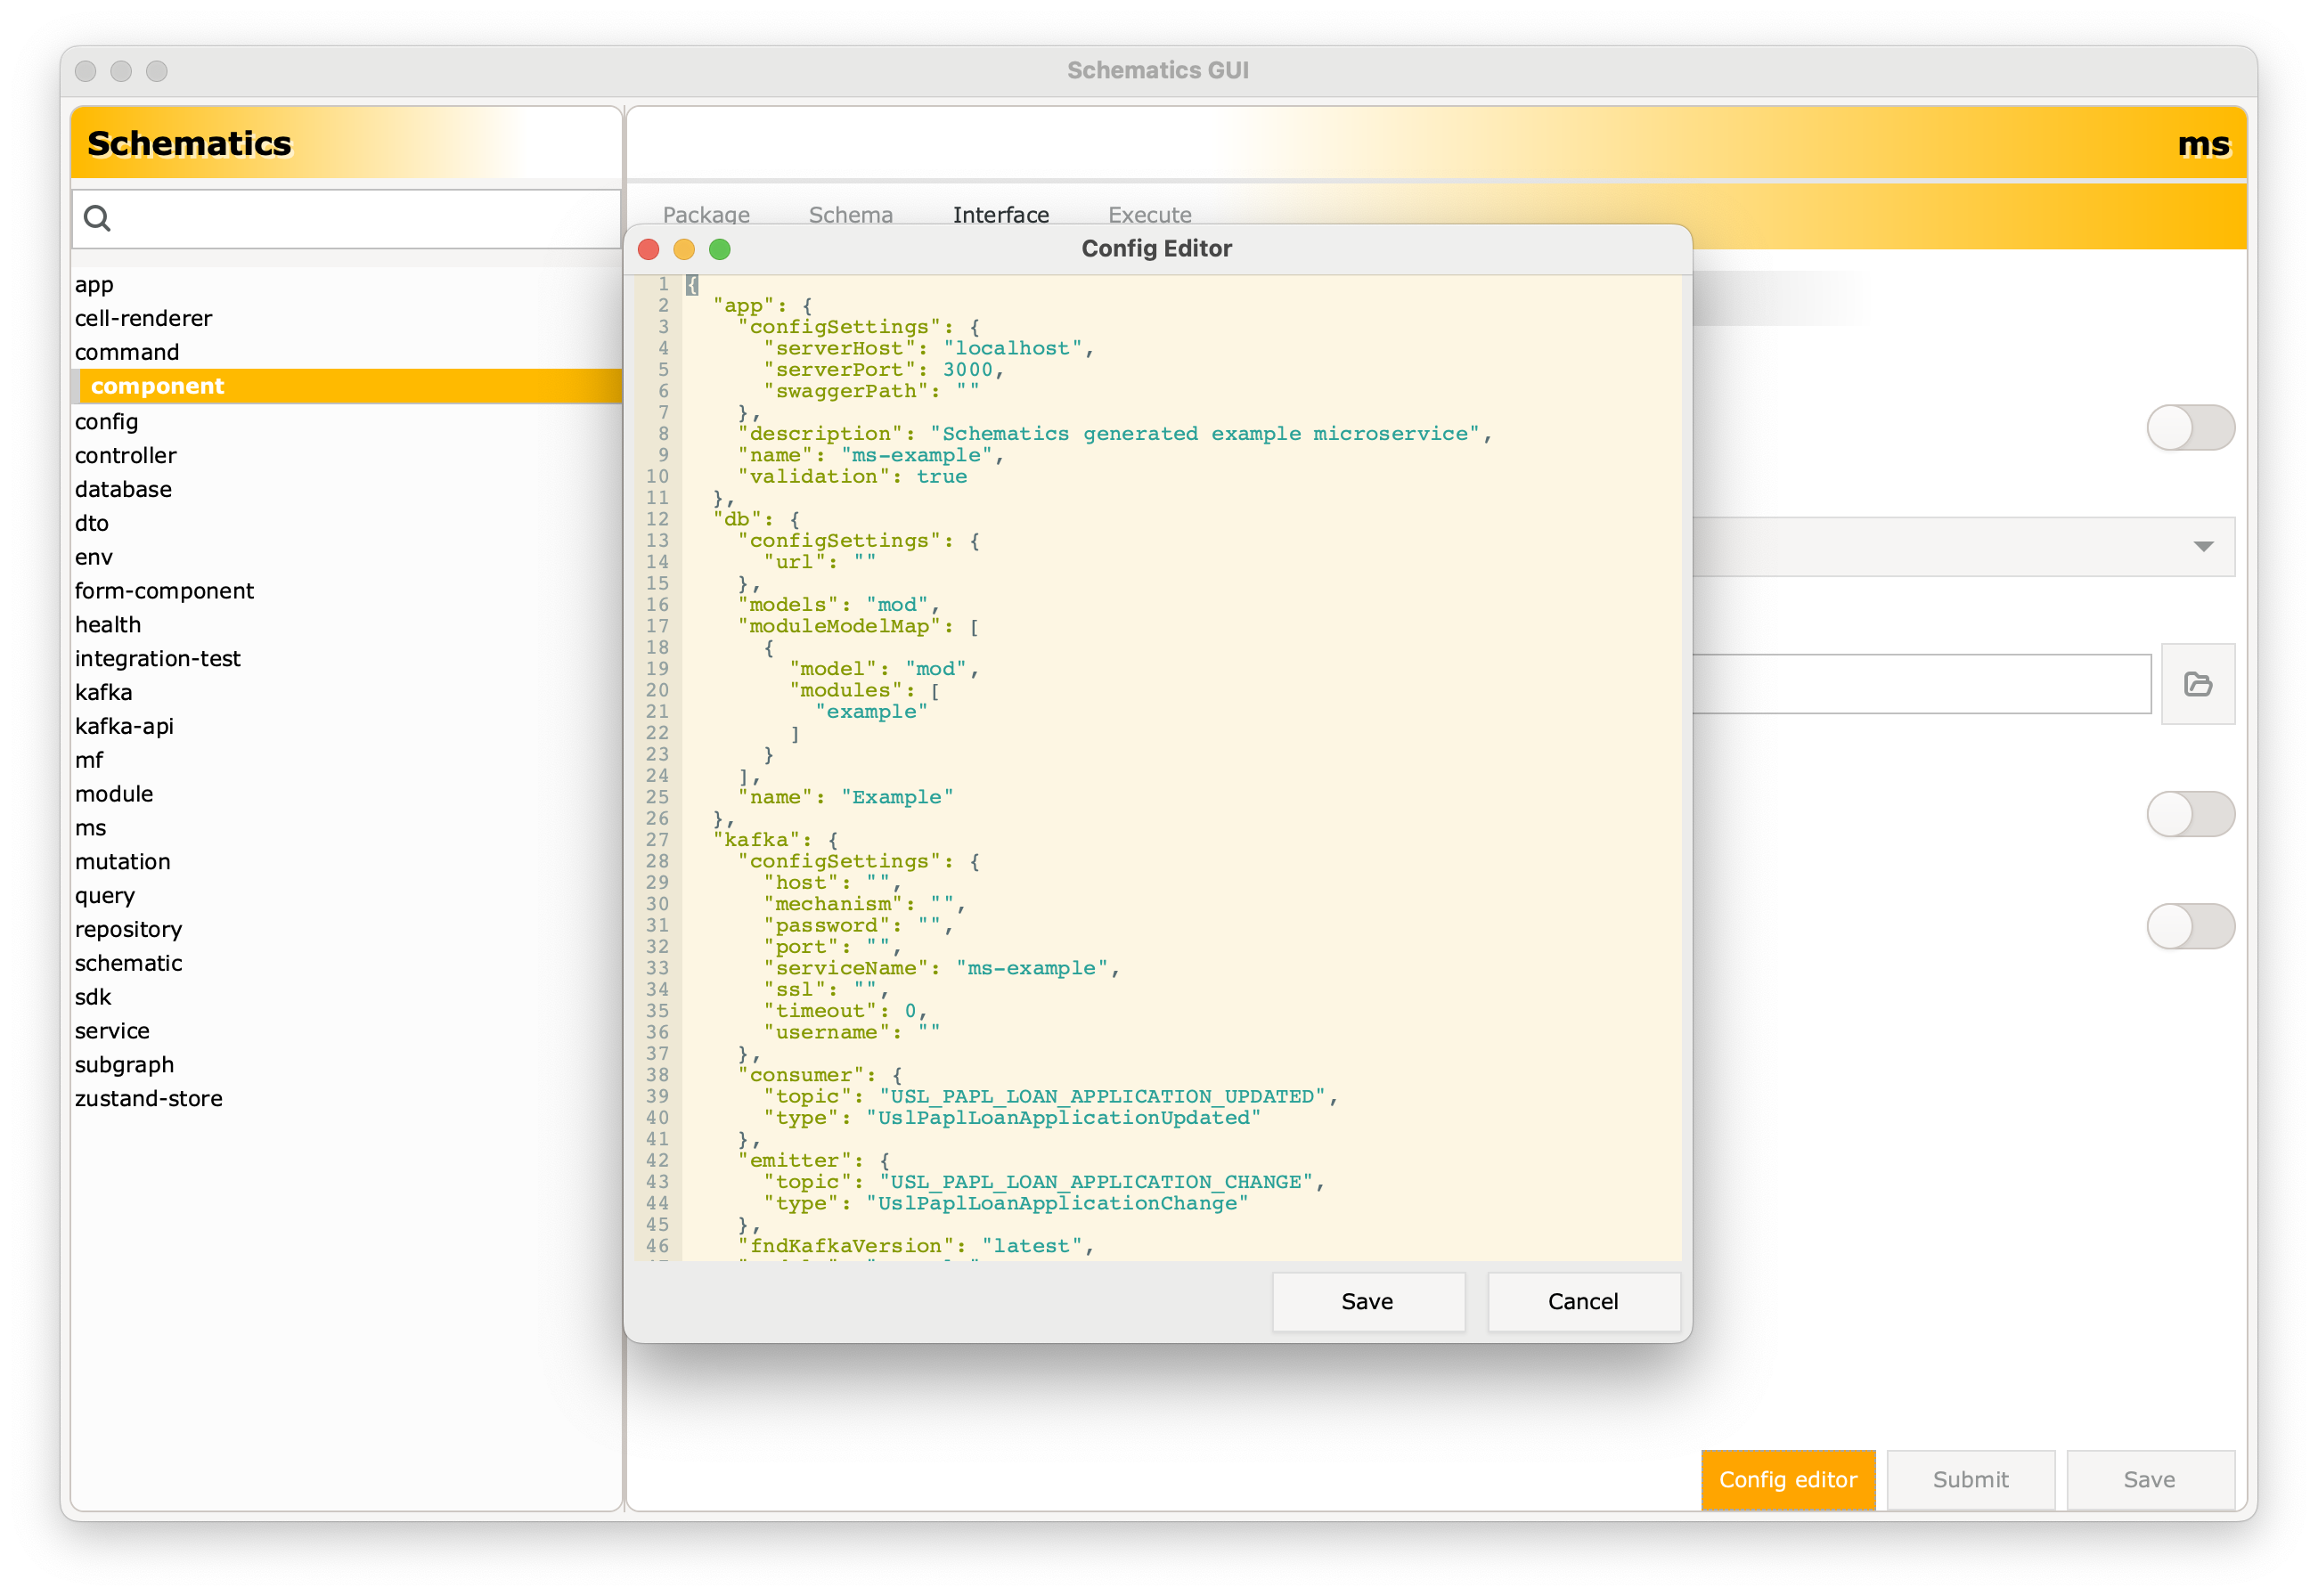 Schematics GUI
Schematics
ms
Package Schema Interface Execute
app
cell-renderer
command
component
config
controller
database
dto
env
form-component
health
integration-test
kafka
kafka-api
mf
module
ms
mutation
query
repository
schematic
sdk
service
subgraph
zustand-store
Config Editor
1 {
2 "app": {
3 "configSettings": {
4 "serverHost": "localhost",
5 "serverPort": 3000,
6 "swaggerPath": ""
7 },
8 "description": "Schematics generated example microservice",
9 "name": "ms-example",
10 "validation": true
11 },
12 "db": {
13 "configSettings": {
14 "url": ""
15 },
16 "models": "mod",
17 "moduleModelMap": [
18 {
19 "model": "mod",
20 "modules": [
21 "example"
22 ]
23 }
24 ],
25 "name": "Example"
26 },
27 "kafka": {
28 "configSettings": {
29 "host": "",
30 "mechanism": "",
31 "password": "",
32 "port": "",
33 "serviceName": "ms-example",
34 "ssl": "",
35 "timeout": 0,
36 "username": ""
37 },
38 "consumer": {
39 "topic": "USL_PAPL_LOAN_APPLICATION_UPDATED",
40 "type": "UslPaplLoanApplicationUpdated"
41 },
42 "emitter": {
43 "topic": "USL_PAPL_LOAN_APPLICATION_CHANGE",
44 "type": "UslPaplLoanApplicationChange"
45 },
46 "fndKafkaVersion": "latest",
Save Cancel
Config editor Submit Save